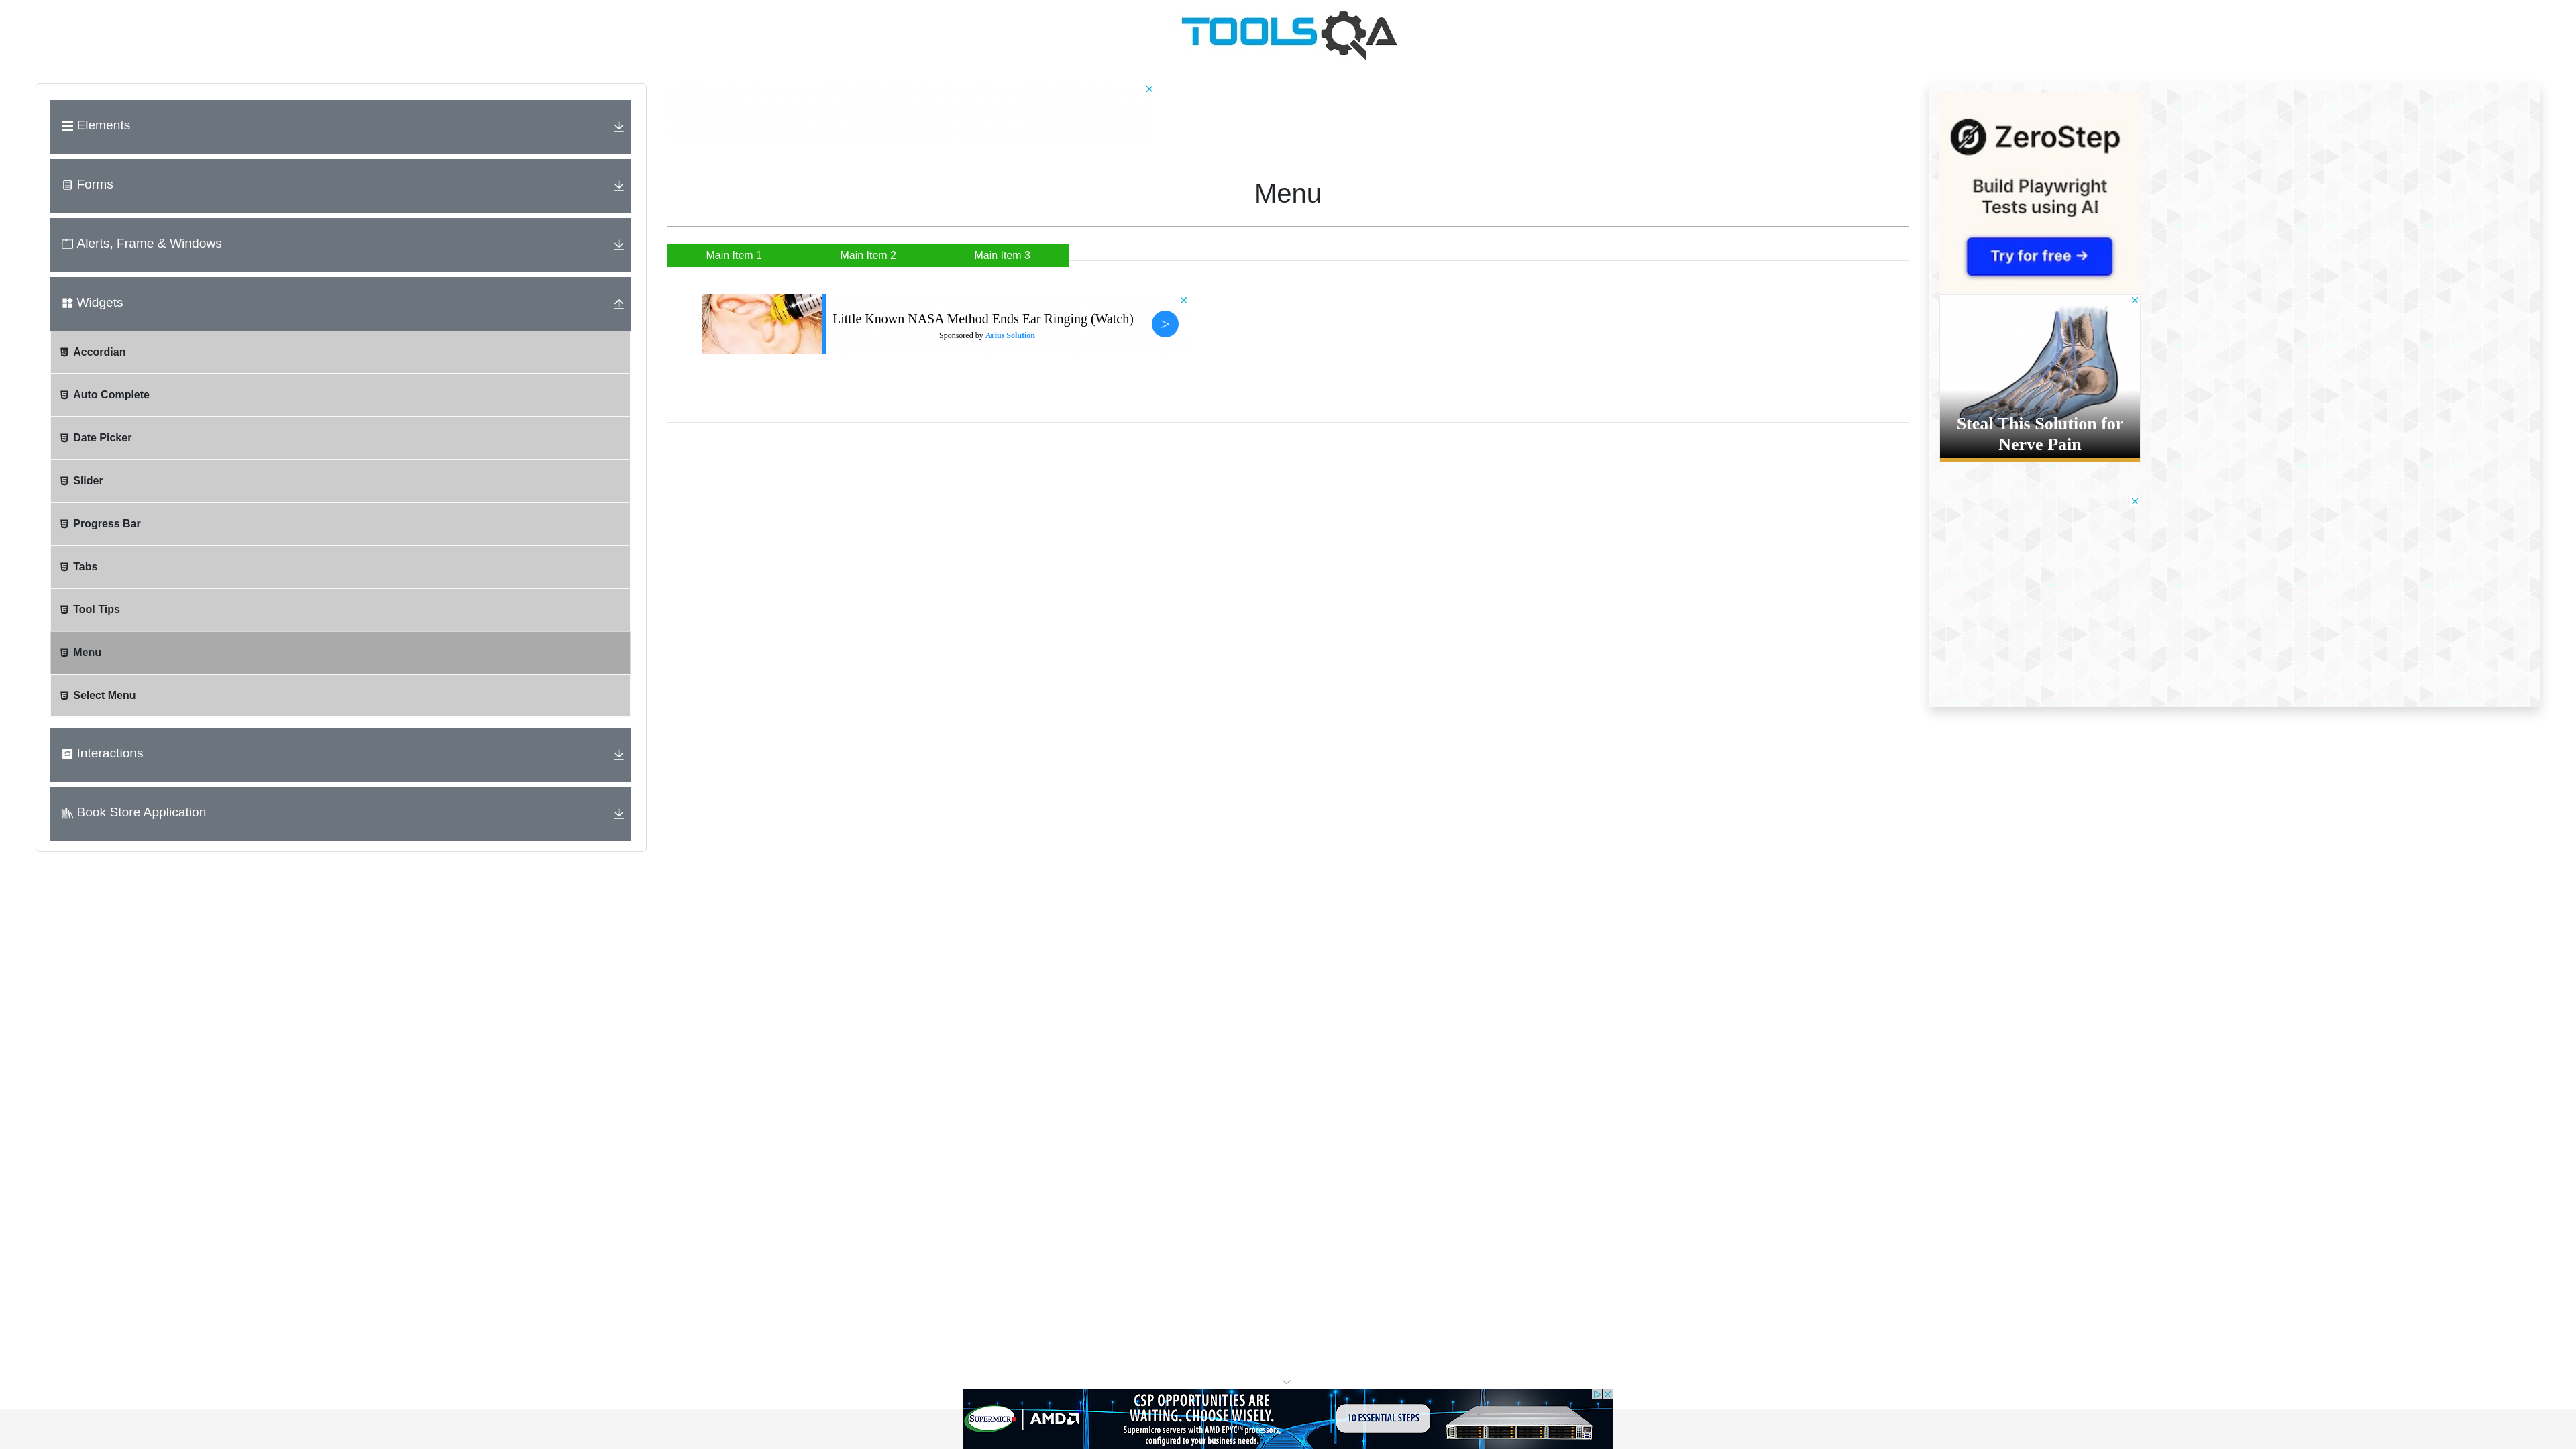 TOOLSQA
Elements
Forms
Alerts, Frame & Windows
Widgets
Accordian
Auto Complete
Date Picker
Slider
Progress Bar
Tabs
Tool Tips
Menu
Select Menu
Interactions
Book Store Application
Menu
Main Item 1
Main Item 2
Main Item 3
Little Known NASA Method Ends Ear Ringing (Watch)
Sponsored by Arius Solution
>
ZeroStep
Build Playwright
Tests using AI
Try for free →
Steal This Solution for
Nerve Pain
SUPERMICRO
AMD
CSP OPPORTUNITIES ARE
WAITING. CHOOSE WISELY.
Supermicro servers with AMD EPYC™ processors,
configured to your business needs.
10 ESSENTIAL STEPS